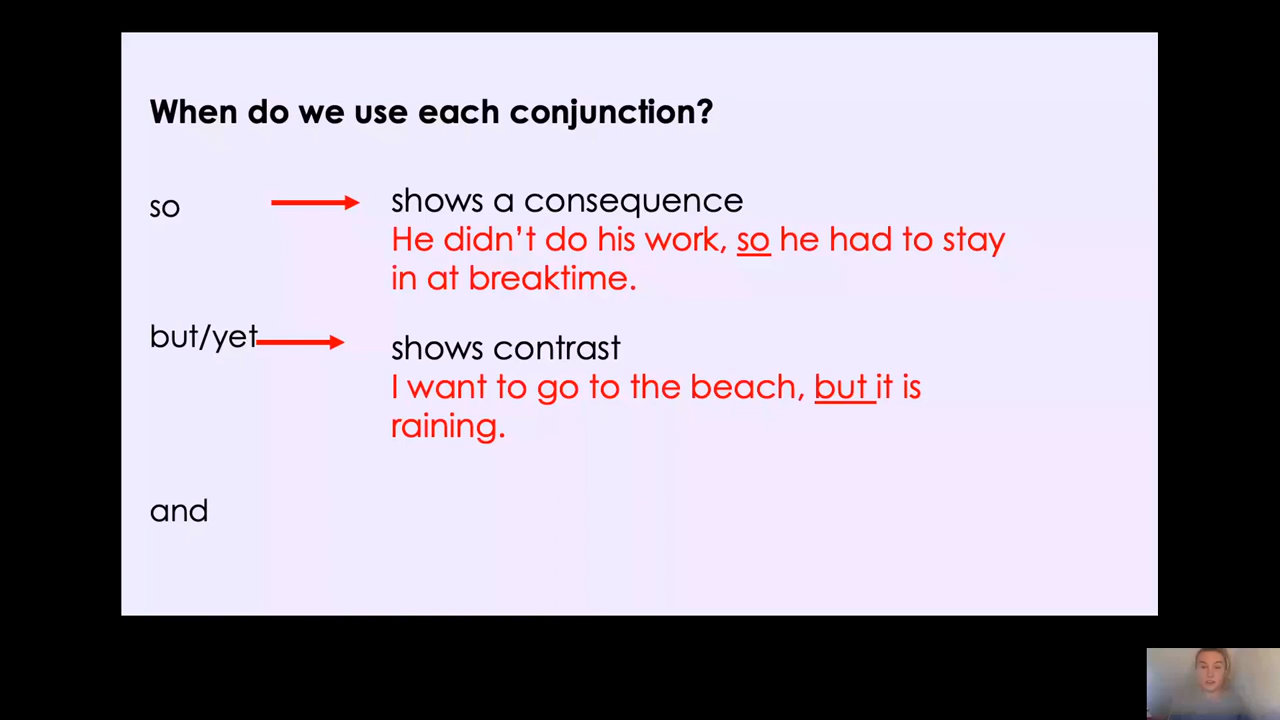 When do we use each conjunction?
so
shows a consequence
He didn't do his work, so he had to stay
in at breaktime.
but/yet
shows contrast
I want to go to the beach, but it is
raining.
and